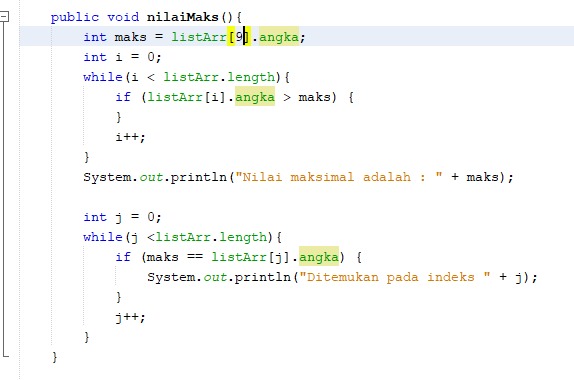 public void nilaiMaks(){
int maks = listArr[9].angka;
int i = 0;
while(i < listArr.length){
if (listArr[i].angka > maks) {
}
i++;
}
System.out.println("Nilai maksimal adalah : " + maks);
int j = 0;
while(j <listArr.length){
if (maks == listArr[j].angka) {
System.out.println("Ditemukan pada indeks " + j);
}
j++;
}
}